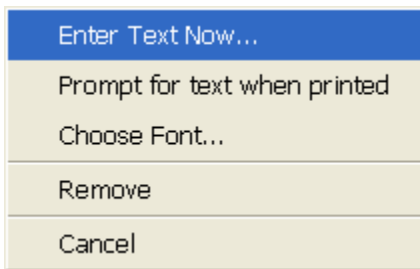 Enter Text Now...
Prompt for text when printed
Choose Font...
Remove
Cancel